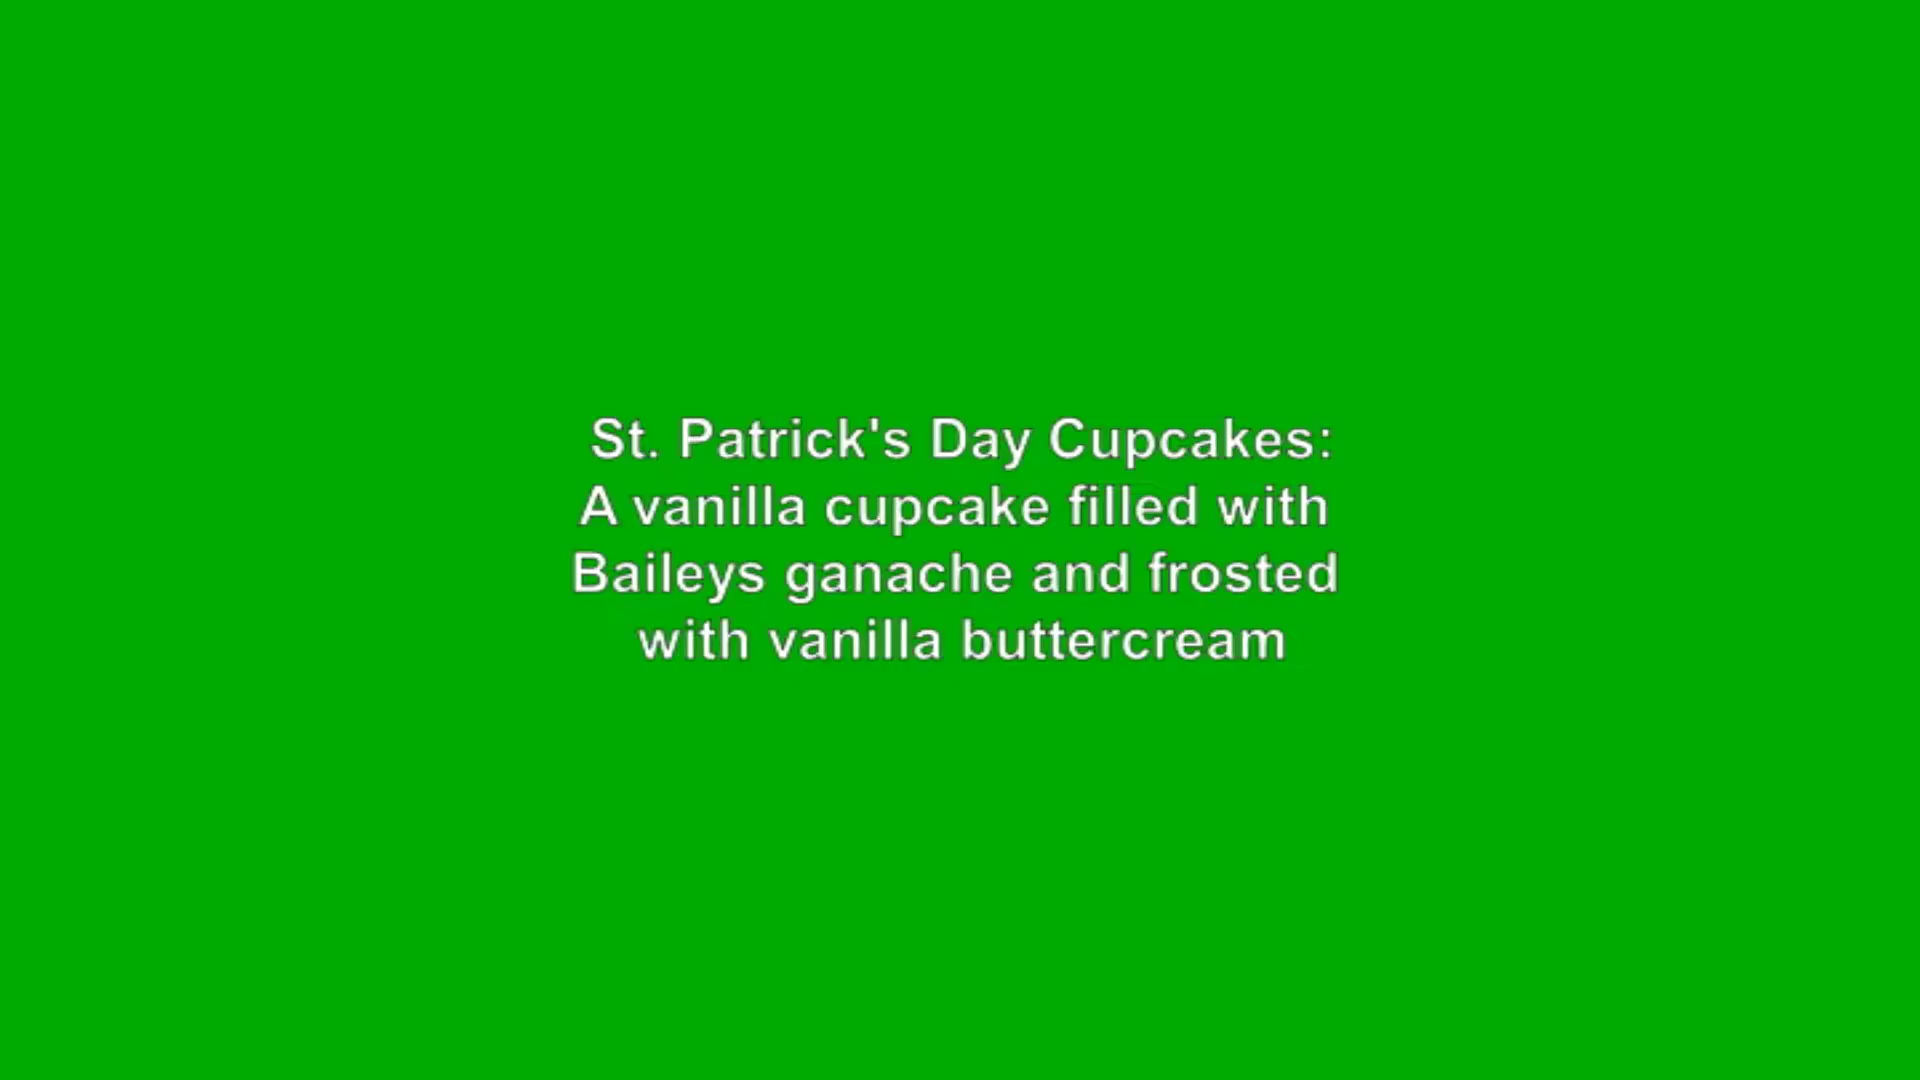 St. Patrick's Day Cupcakes:
A vanilla cupcake filled with
Baileys ganache and frosted
with vanilla buttercream